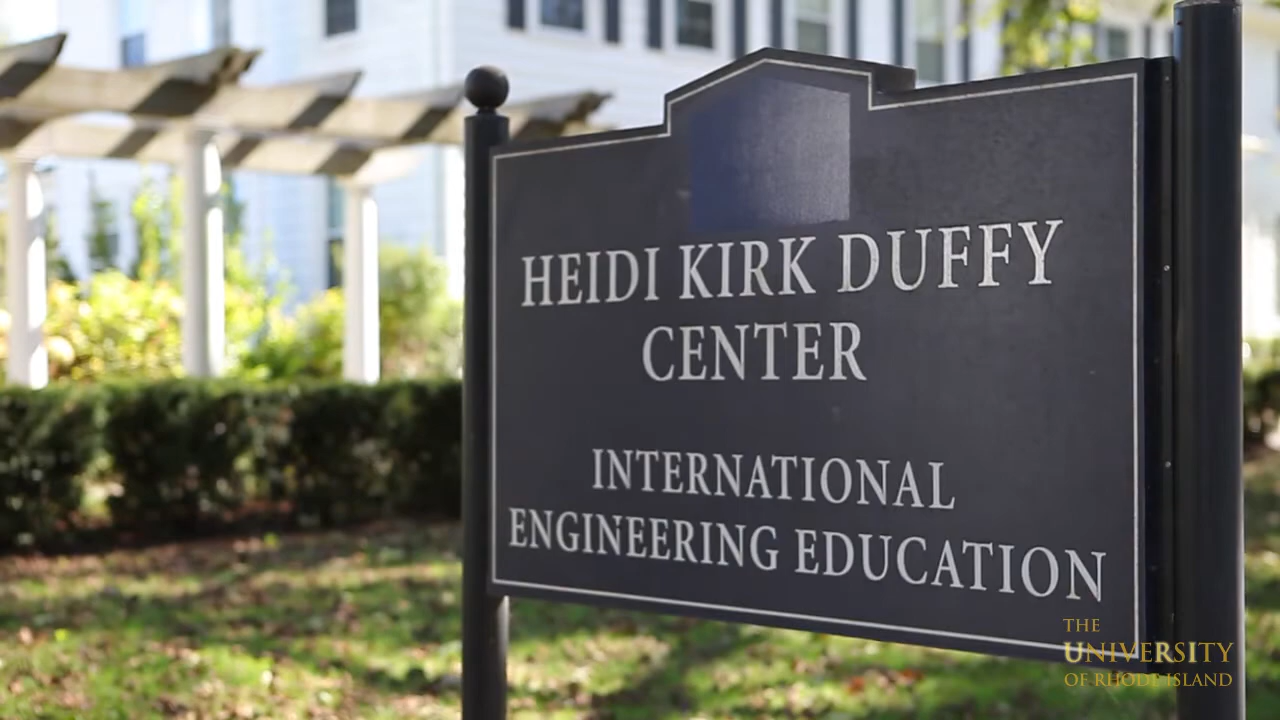 HEIDI KIRK DUFFY
CENTER
INTERNATIONAL
ENGINEERING EDUCATION
THE
UNIVERSITY
OF RHODE ISLAND